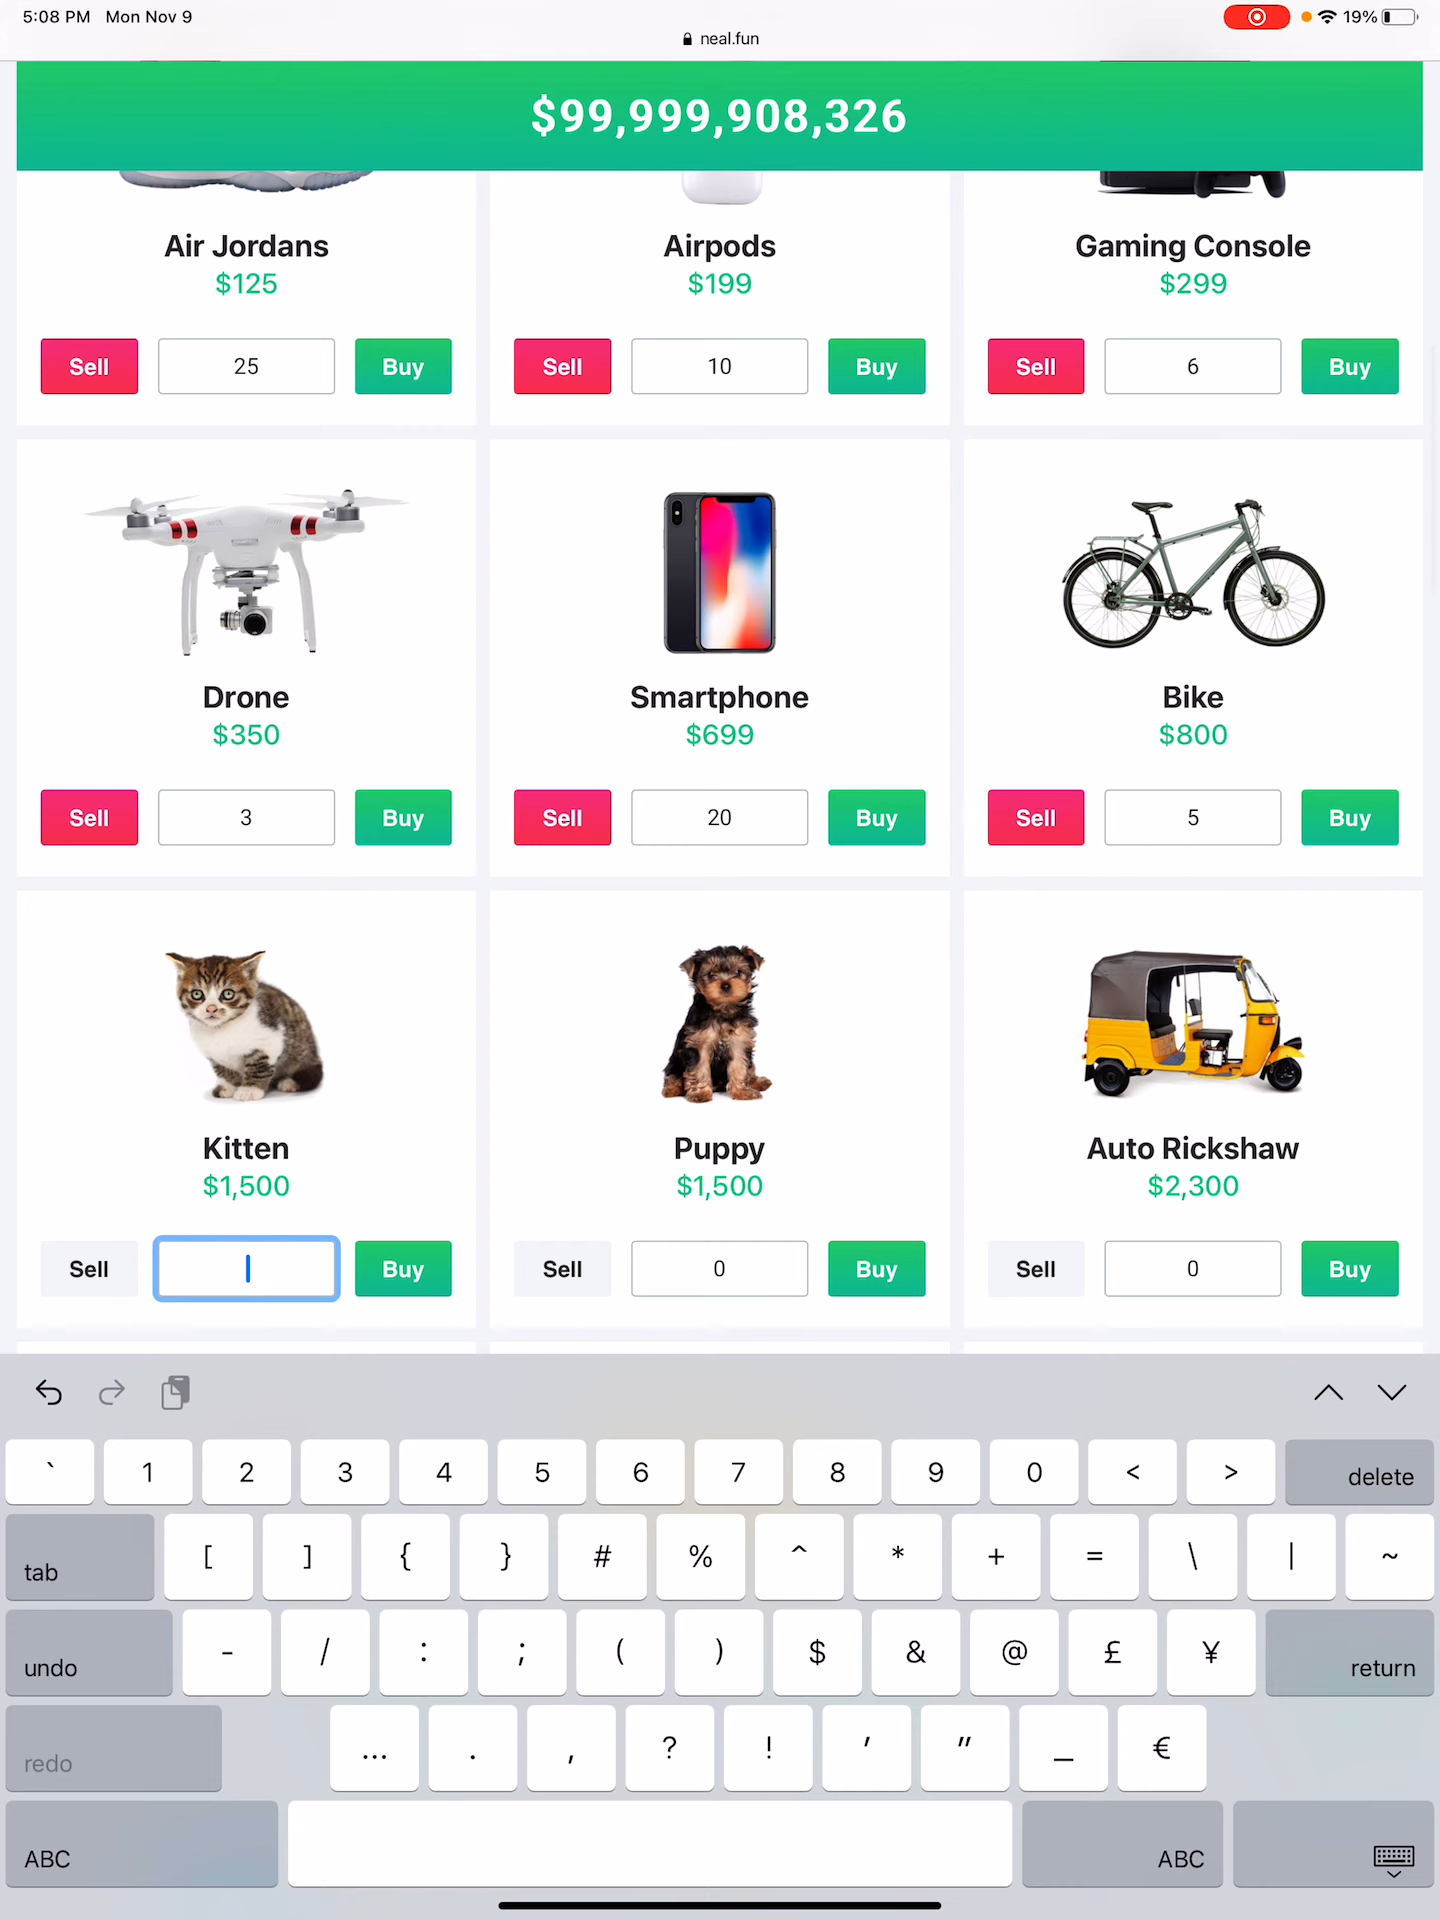 5:08 PM Mon Nov 9
19%
neal.fun
$99,999,908,326
Air Jordans
$125
Sell 25 Buy
Airpods
$199
Sell 10 Buy
Gaming Console
$299
Sell 6 Buy
Drone
$350
Sell 3 Buy
Smartphone
$699
Sell 20 Buy
Bike
$800
Sell 5 Buy
Kitten
$1,500
Sell Buy
Puppy
$1,500
Sell 0 Buy
Auto Rickshaw
$2,300
Sell 0 Buy
` 1 2 3 4 5 6 7 8 9 0 < > delete
tab [ ] { } # % ^ * + = \ | ~
undo - / : ; ( ) $ & @ £ ¥ return
redo … . , ? ! ' " _ €
ABC ABC